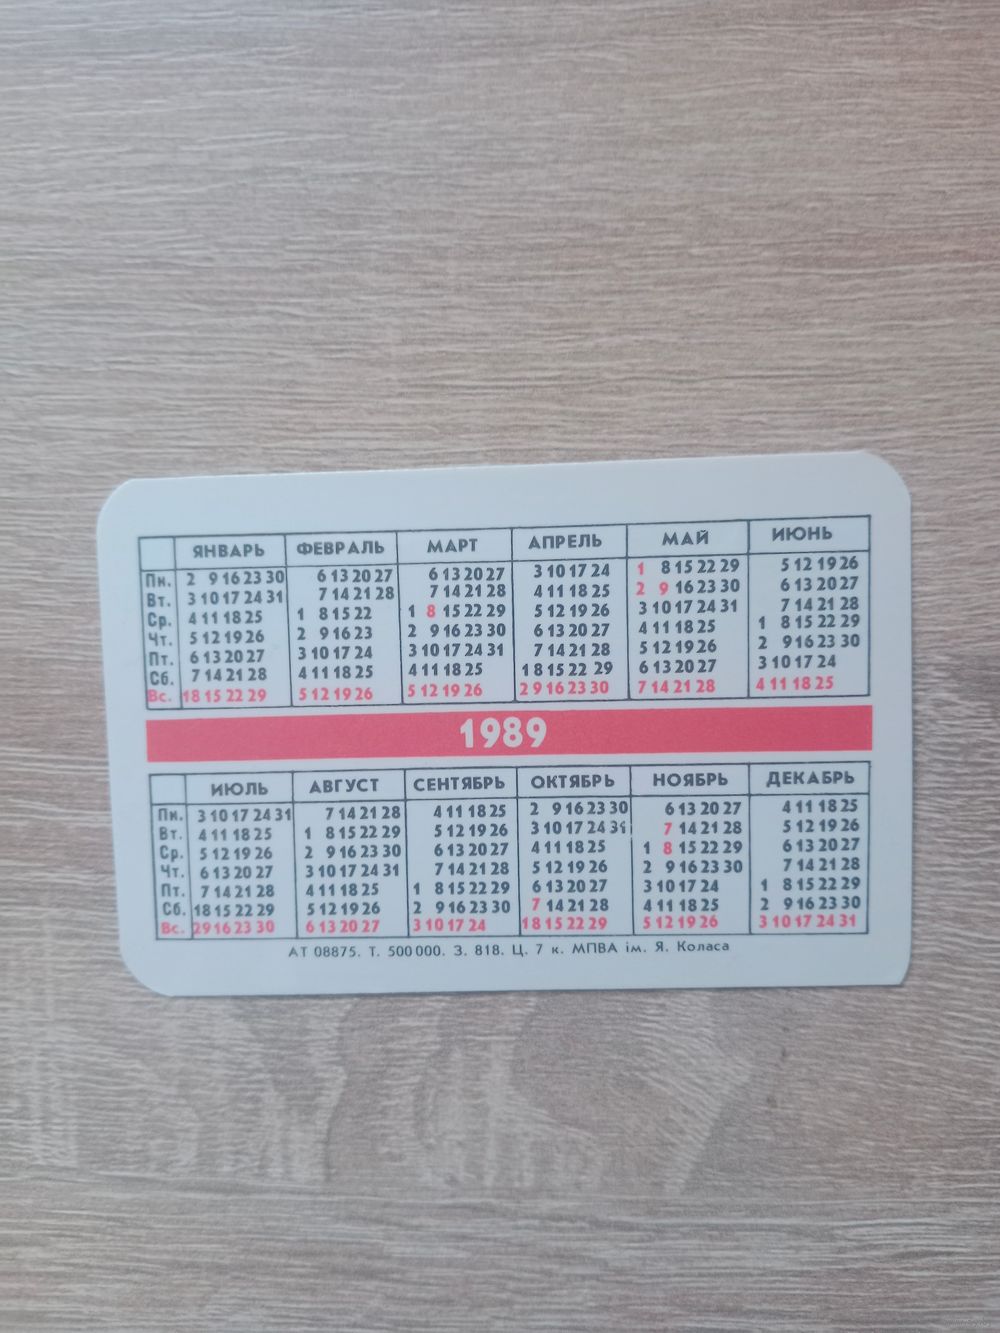 ЯНВАРЬ ФЕВРАЛЬ МАРТ АПРЕЛЬ МАЙ ИЮНЬ
Пн. 2 9 16 23 30 6 13 20 27 6 13 20 27 3 10 17 24 1 8 15 22 29 5 12 19 26
Вт. 3 10 17 24 31 7 14 21 28 7 14 21 28 4 11 18 25 2 9 16 23 30 6 13 20 27
Ср. 4 11 18 25 1 8 15 22 1 8 15 22 29 5 12 19 26 3 10 17 24 31 7 14 21 28
Чт. 5 12 19 26 2 9 16 23 2 9 16 23 30 6 13 20 27 4 11 18 25 1 8 15 22 29
Пт. 6 13 20 27 3 10 17 24 3 10 17 24 31 7 14 21 28 5 12 19 26 2 9 16 23 30
Сб. 7 14 21 28 4 11 18 25 4 11 18 25 1 8 15 22 29 6 13 20 27 3 10 17 24
Вс. 1 8 15 22 29 5 12 19 26 5 12 19 26 2 9 16 23 30 7 14 21 28 4 11 18 25
1989
ИЮЛЬ АВГУСТ СЕНТЯБРЬ ОКТЯБРЬ НОЯБРЬ ДЕКАБРЬ
Пн. 3 10 17 24 31 7 14 21 28 4 11 18 25 2 9 16 23 30 6 13 20 27 4 11 18 25
Вт. 4 11 18 25 1 8 15 22 29 5 12 19 26 3 10 17 24 31 7 14 21 28 5 12 19 26
Ср. 5 12 19 26 2 9 16 23 30 6 13 20 27 4 11 18 25 1 8 15 22 29 6 13 20 27
Чт. 6 13 20 27 3 10 17 24 31 7 14 21 28 5 12 19 26 2 9 16 23 30 7 14 21 28
Пт. 7 14 21 28 4 11 18 25 1 8 15 22 29 6 13 20 27 3 10 17 24 1 8 15 22 29
Сб. 1 8 15 22 29 5 12 19 26 2 9 16 23 30 7 14 21 28 4 11 18 25 2 9 16 23 30
Вс. 2 9 16 23 30 6 13 20 27 3 10 17 24 1 8 15 22 29 5 12 19 26 3 10 17 24 31
АТ 08875. Т. 500 000. З. 818. Ц. 7 к. МПВА ім. Я. Коласа